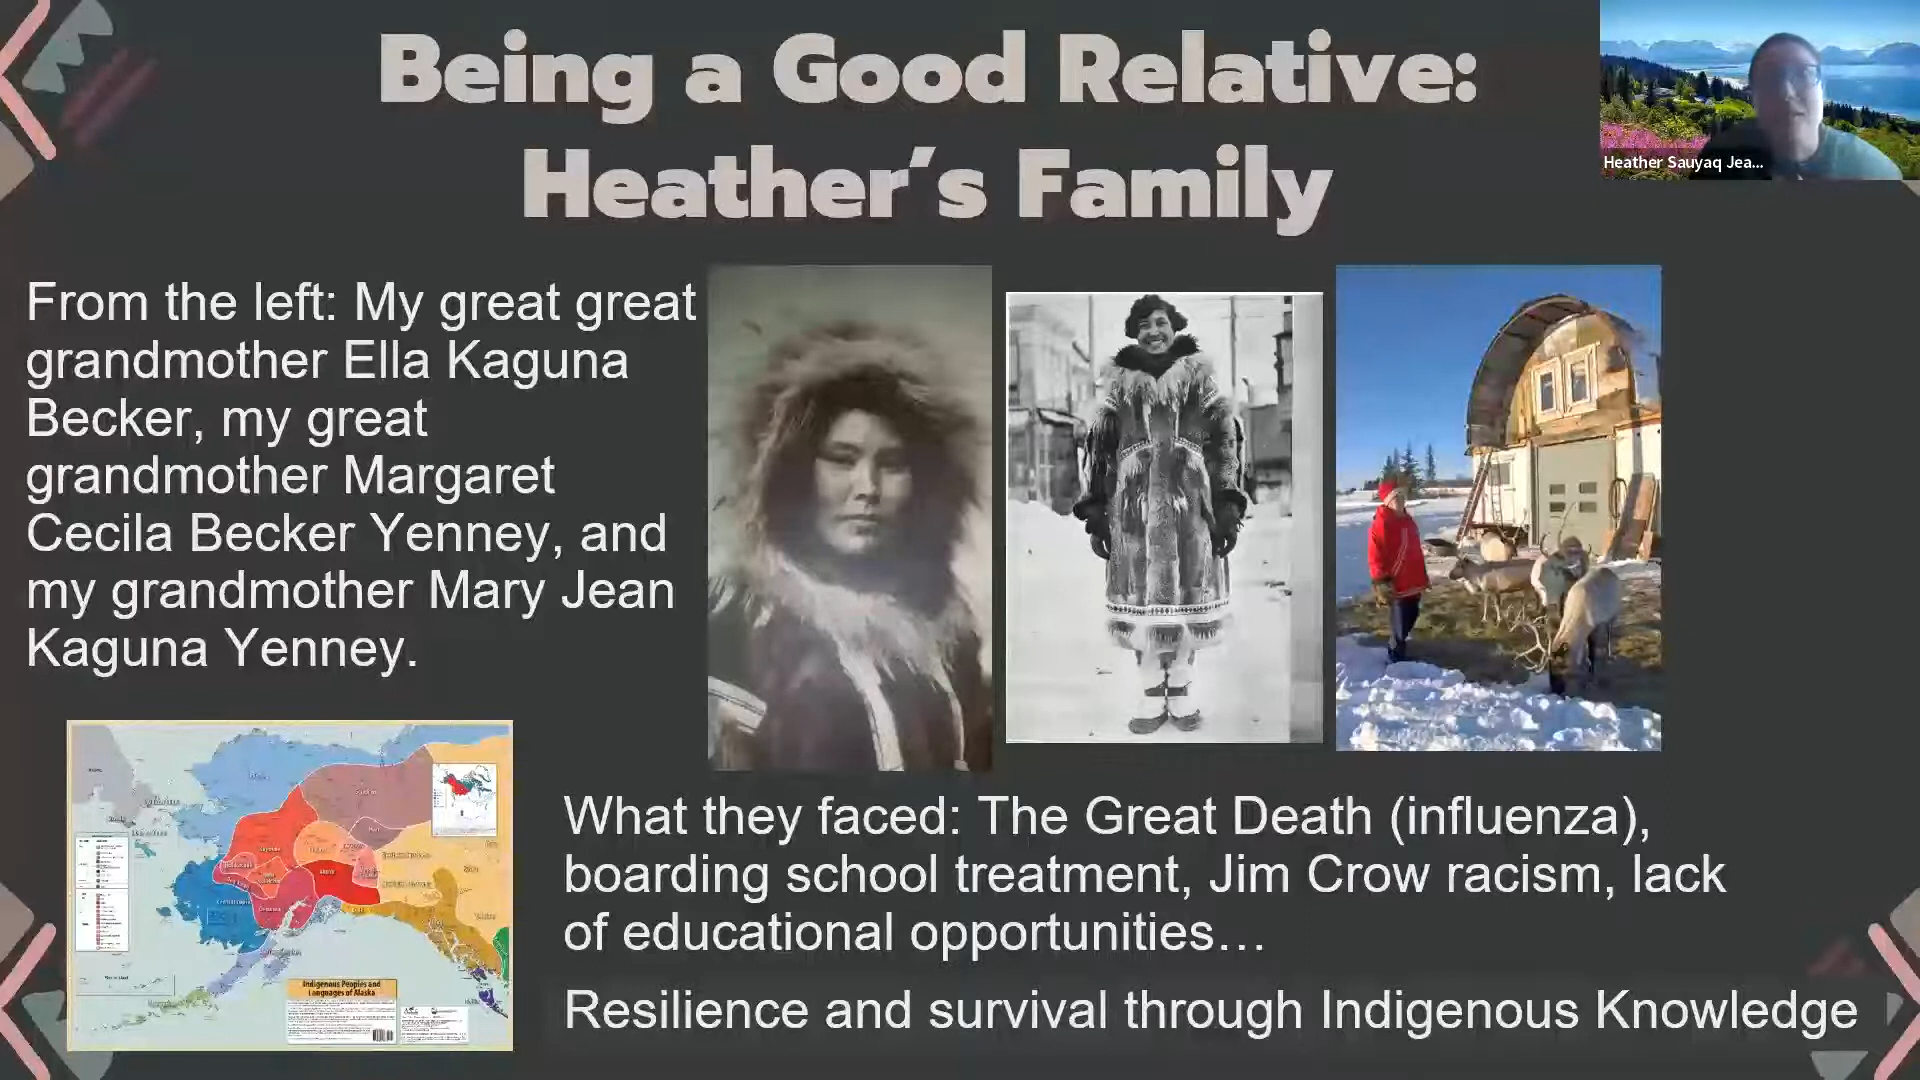 Being a Good Relative:
Heather’s Family
Heather Sauyaq Jea...
From the left: My great great
grandmother Ella Kaguna
Becker, my great
grandmother Margaret
Cecila Becker Yenney, and
my grandmother Mary Jean
Kaguna Yenney.
Indigenous Peoples and
Languages of Alaska
What they faced: The Great Death (influenza),
boarding school treatment, Jim Crow racism, lack
of educational opportunities…
Resilience and survival through Indigenous Knowledge